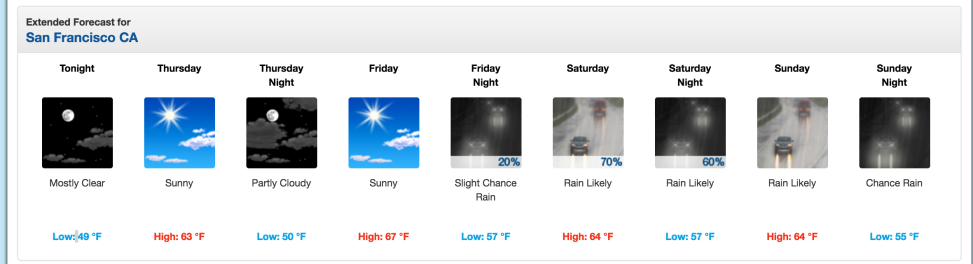 Extended Forecast for
San Francisco CA
Tonight
Thursday
Thursday
Night
Friday
Friday
Night
Saturday
Saturday
Night
Sunday
Sunday
Night
20%
70%
60%
Mostly Clear
Sunny
Partly Cloudy
Sunny
Slight Chance
Rain
Rain Likely
Rain Likely
Rain Likely
Chance Rain
Low: 49 °F
High: 63 °F
Low: 50 °F
High: 67 °F
Low: 57 °F
High: 64 °F
Low: 57 °F
High: 64 °F
Low: 55 °F